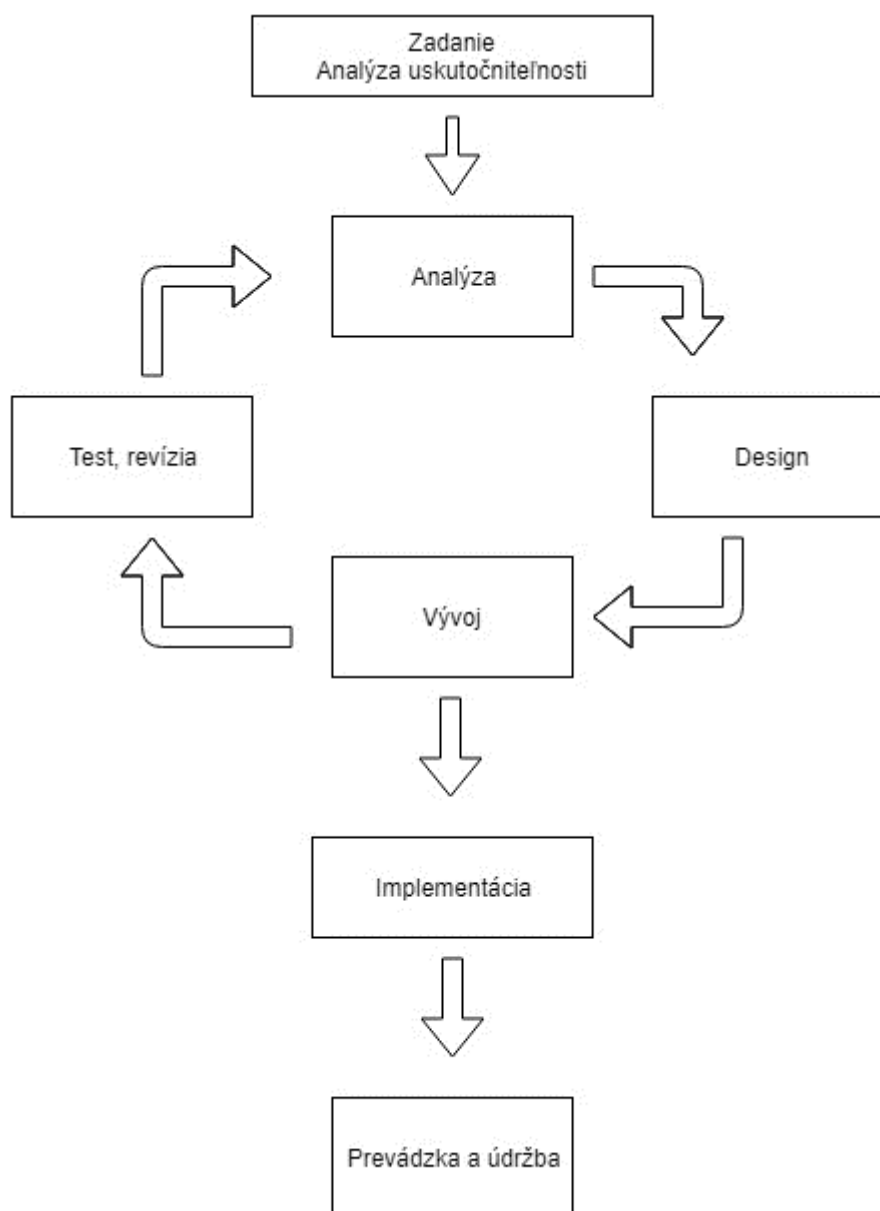 Zadanie
Analýza uskutočniteľnosti
Analýza
Test, revízia
Design
Vývoj
Implementácia
Prevádzka a údržba